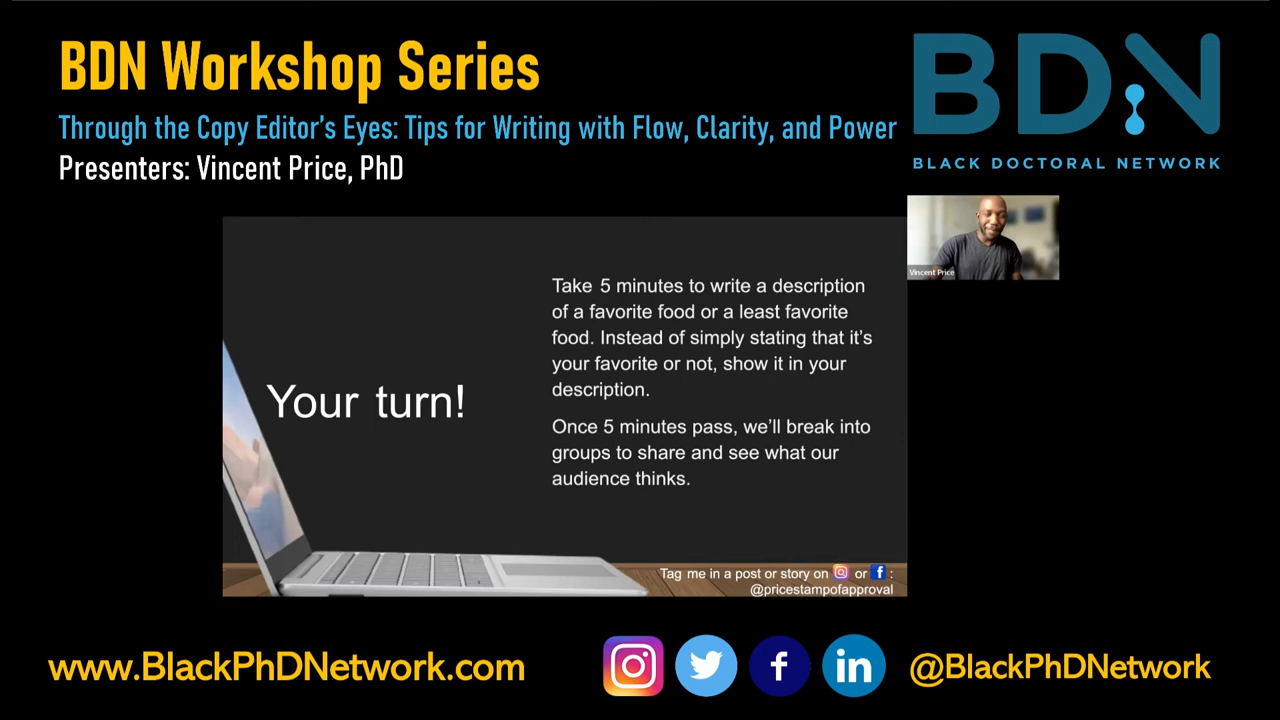 BDN Workshop Series
Through the Copy Editor's Eyes: Tips for Writing with Flow, Clarity, and Power
Presenters: Vincent Price, PhD
BDN
BLACK DOCTORAL NETWORK
Vincent Price
Your turn!
Take 5 minutes to write a description
of a favorite food or a least favorite
food. Instead of simply stating that it's
your favorite or not, show it in your
description.
Once 5 minutes pass, we'll break into
groups to share and see what our
audience thinks.
Tag me in a post or story on or :
@pricestampofapproval
www.BlackPhDNetwork.com
@BlackPhDNetwork